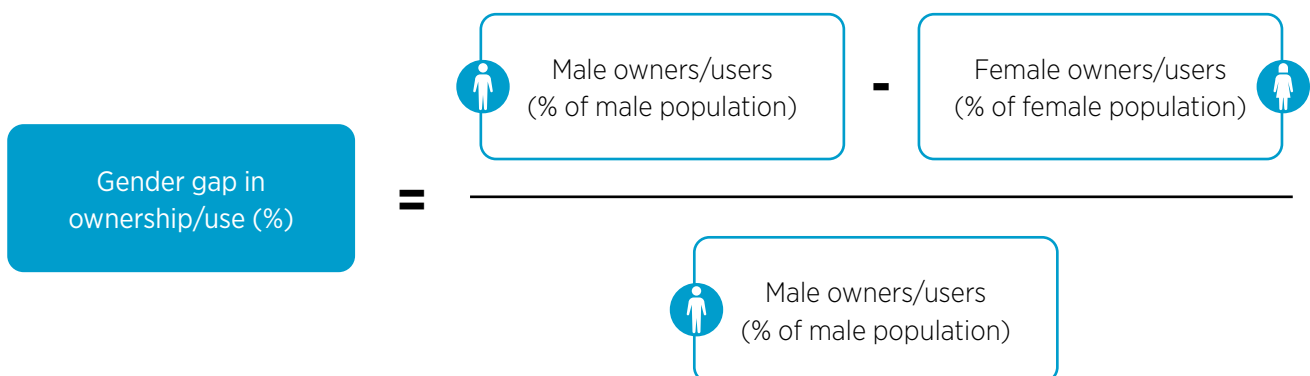 Gender gap in
ownership/use (%)
=
Male owners/users
(% of male population)
-
Female owners/users
(% of female population)
Male owners/users
(% of male population)